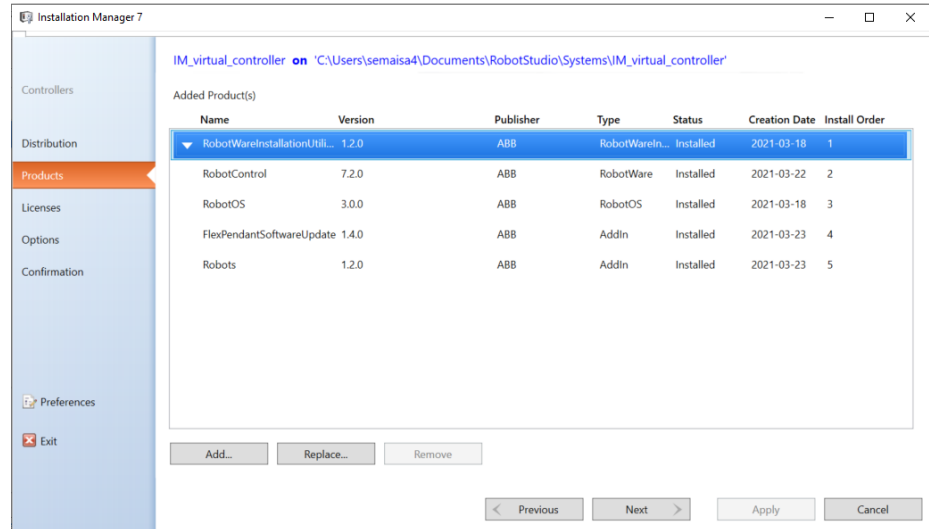 Installation Manager 7
IM_virtual_controller on 'C:\Users\semaisa4\Documents\RobotStudio\Systems\IM_virtual_controller'
Controllers
Distribution
Products
Licenses
Options
Confirmation
Preferences
Exit
Added Product(s)
Name Version Publisher Type Status Creation Date Install Order
RobotWareInstallationUtili... 1.2.0 ABB RobotWareIn... Installed 2021-03-18 1
RobotControl 7.2.0 ABB RobotWare Installed 2021-03-22 2
RobotOS 3.0.0 ABB RobotOS Installed 2021-03-18 3
FlexPendantSoftwareUpdate 1.4.0 ABB AddIn Installed 2021-03-23 4
Robots 1.2.0 ABB AddIn Installed 2021-03-23 5
Add... Replace... Remove
Previous Next Apply Cancel